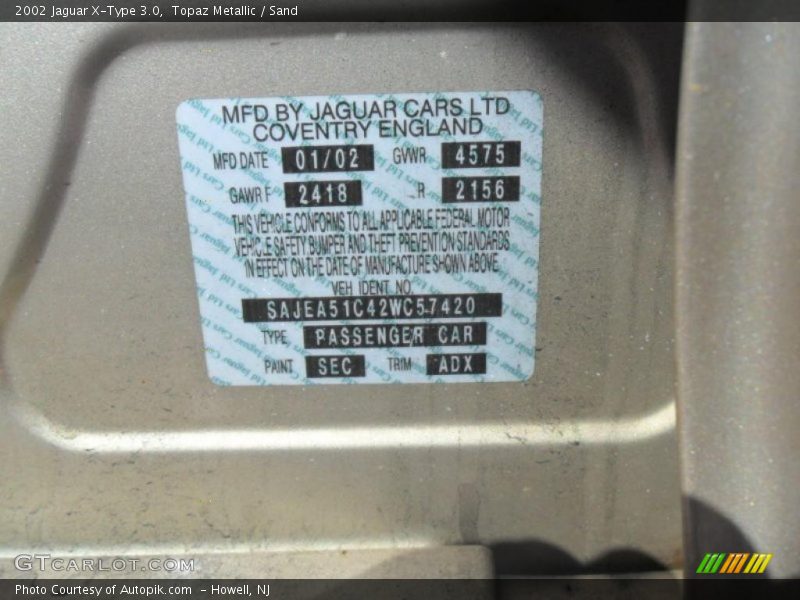 2002 Jaguar X-Type 3.0, Topaz Metallic / Sand
MFD BY JAGUAR CARS LTD
COVENTRY ENGLAND
MFD DATE 01/02 GVWR 4575
GAWR F 2418 R 2156
THIS VEHICLE CONFORMS TO ALL APPLICABLE FEDERAL MOTOR
VEHICLE SAFETY BUMPER AND THEFT PREVENTION STANDARDS
IN EFFECT ON THE DATE OF MANUFACTURE SHOWN ABOVE
VEH IDENT NO.
SAJEA51C42WC57420
TYPE PASSENGER CAR
PAINT SEC TRIM ADX
GTCARLOT.COM
Photo Courtesy of Autopik.com - Howell, NJ